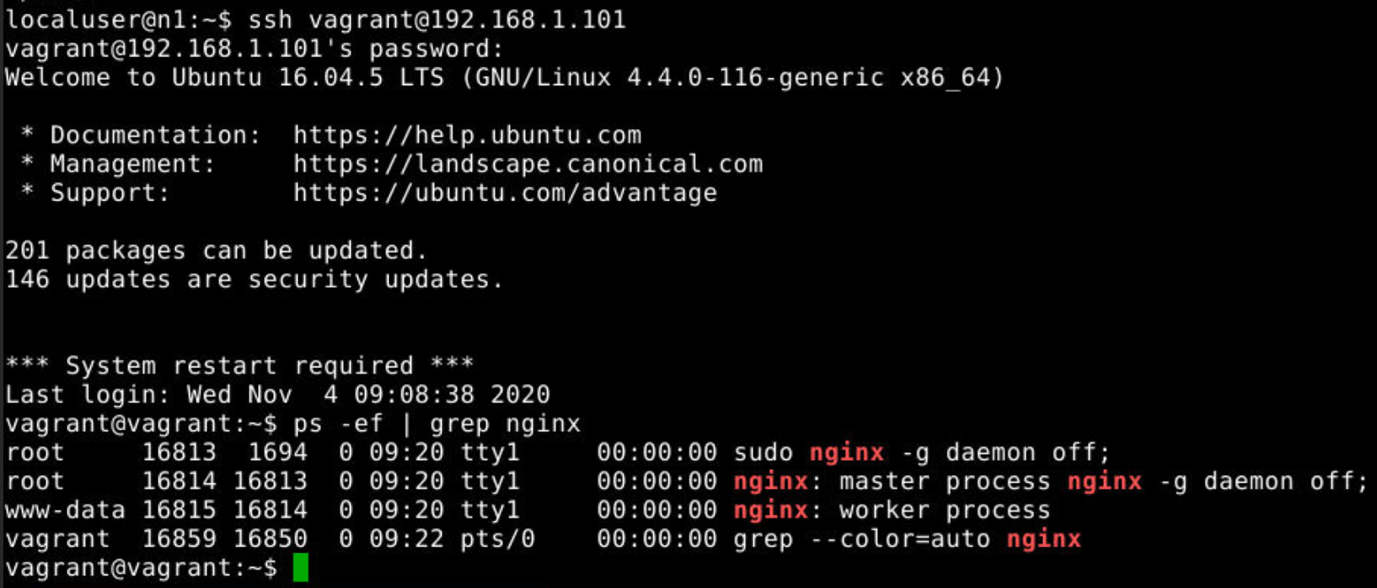 localuser@n1:~$ ssh vagrant@192.168.1.101
vagrant@192.168.1.101's password:
Welcome to Ubuntu 16.04.5 LTS (GNU/Linux 4.4.0-116-generic x86_64)

 * Documentation:  https://help.ubuntu.com
 * Management:     https://landscape.canonical.com
 * Support:        https://ubuntu.com/advantage

201 packages can be updated.
146 updates are security updates.


*** System restart required ***
Last login: Wed Nov  4 09:08:38 2020
vagrant@vagrant:~$ ps -ef | grep nginx
root     16813  1694  0 09:20 tty1     00:00:00 sudo nginx -g daemon off;
root     16814 16813  0 09:20 tty1     00:00:00 nginx: master process nginx -g daemon off;
www-data 16815 16814  0 09:20 tty1     00:00:00 nginx: worker process
vagrant  16859 16850  0 09:22 pts/0    00:00:00 grep --color=auto nginx
vagrant@vagrant:~$